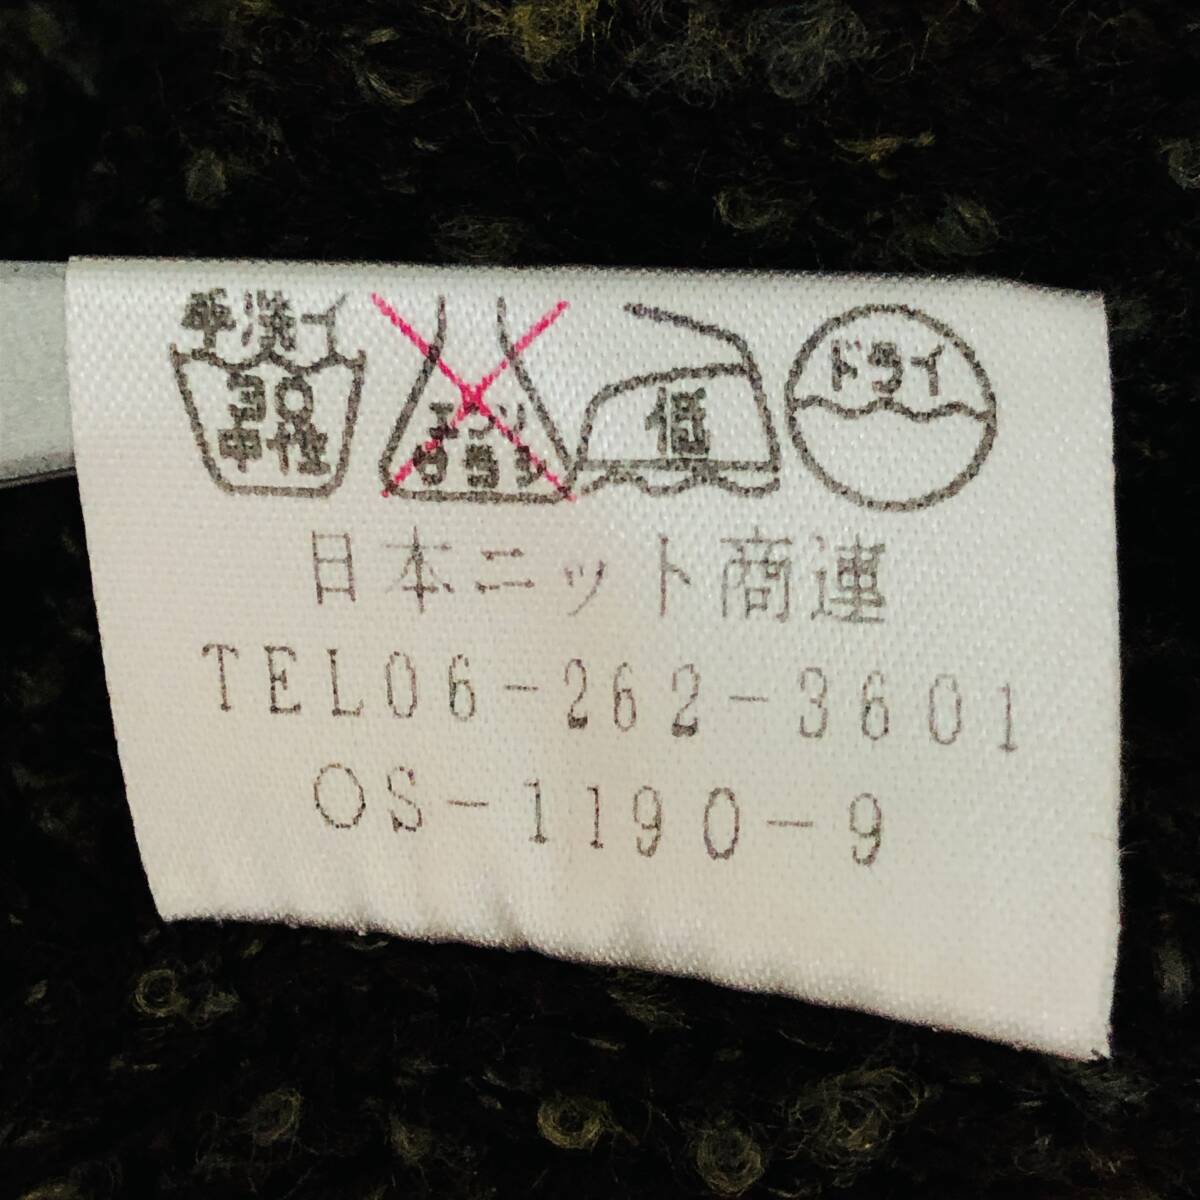 手洗イ
30
中性
エンソ
サラシ
低
ドライ
日本ニット商連
TEL06-262-3601
OS-1190-9